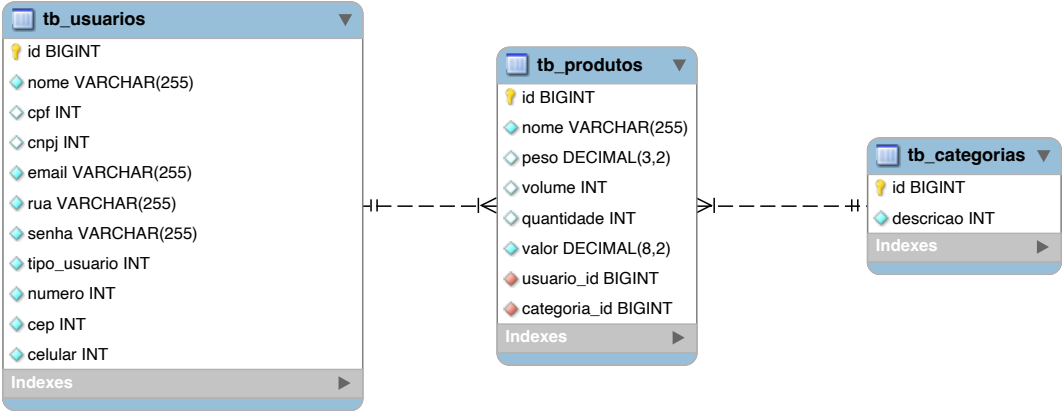 tb_usuarios
id BIGINT
nome VARCHAR(255)
cpf INT
cnpj INT
email VARCHAR(255)
rua VARCHAR(255)
senha VARCHAR(255)
tipo_usuario INT
numero INT
cep INT
celular INT
Indexes
tb_produtos
id BIGINT
nome VARCHAR(255)
peso DECIMAL(3,2)
volume INT
quantidade INT
valor DECIMAL(8,2)
usuario_id BIGINT
categoria_id BIGINT
Indexes
tb_categorias
id BIGINT
descricao INT
Indexes